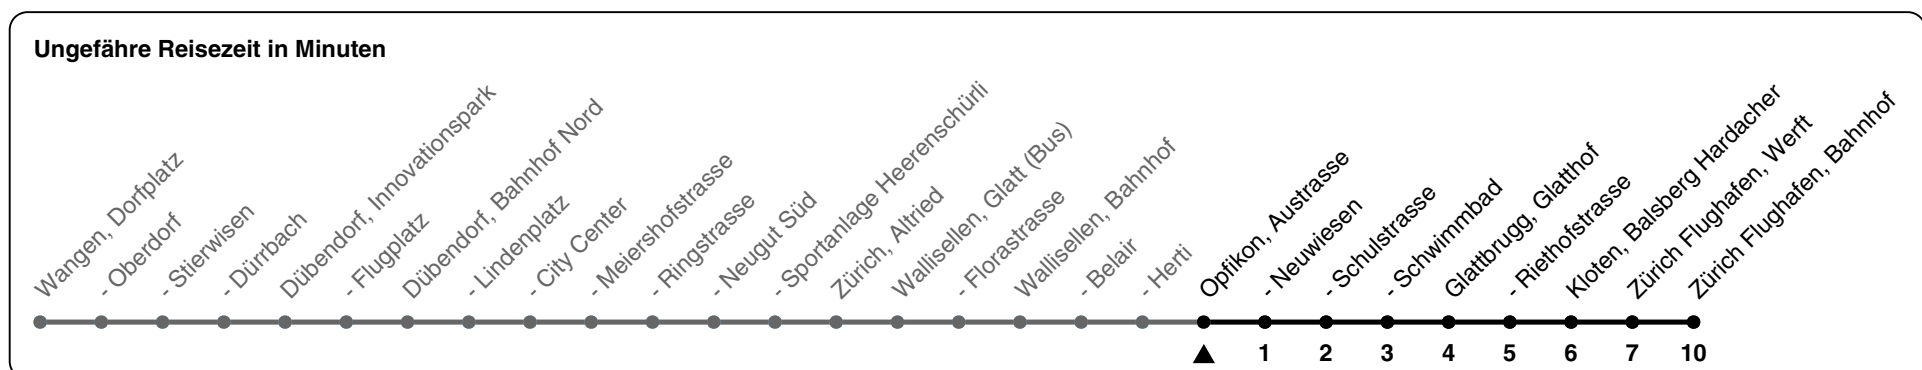 Ungefähre Reisezeit in Minuten
Wangen, Dorfplatz
- Oberdorf
- Stierwisen
- Dürrbach
Dübendorf, Innovationspark
- Flugplatz
Dübendorf, Bahnhof Nord
- Lindenplatz
- City Center
- Meiershofstrasse
- Ringstrasse
- Neugut Süd
- Sportanlage Heerenschürli
Zürich, Altried
Wallisellen, Glatt (Bus)
- Florastrasse
Wallisellen, Bahnhof
- Belair
- Herti
Opfikon, Austrasse
- Neuwiesen
- Schulstrasse
- Schwimmbad
Glattbrugg, Glatthof
- Riethofstrasse
Kloten, Balsberg Hardacher
Zürich Flughafen, Werft
Zürich Flughafen, Bahnhof
1 2 3 4 5 6 7 10